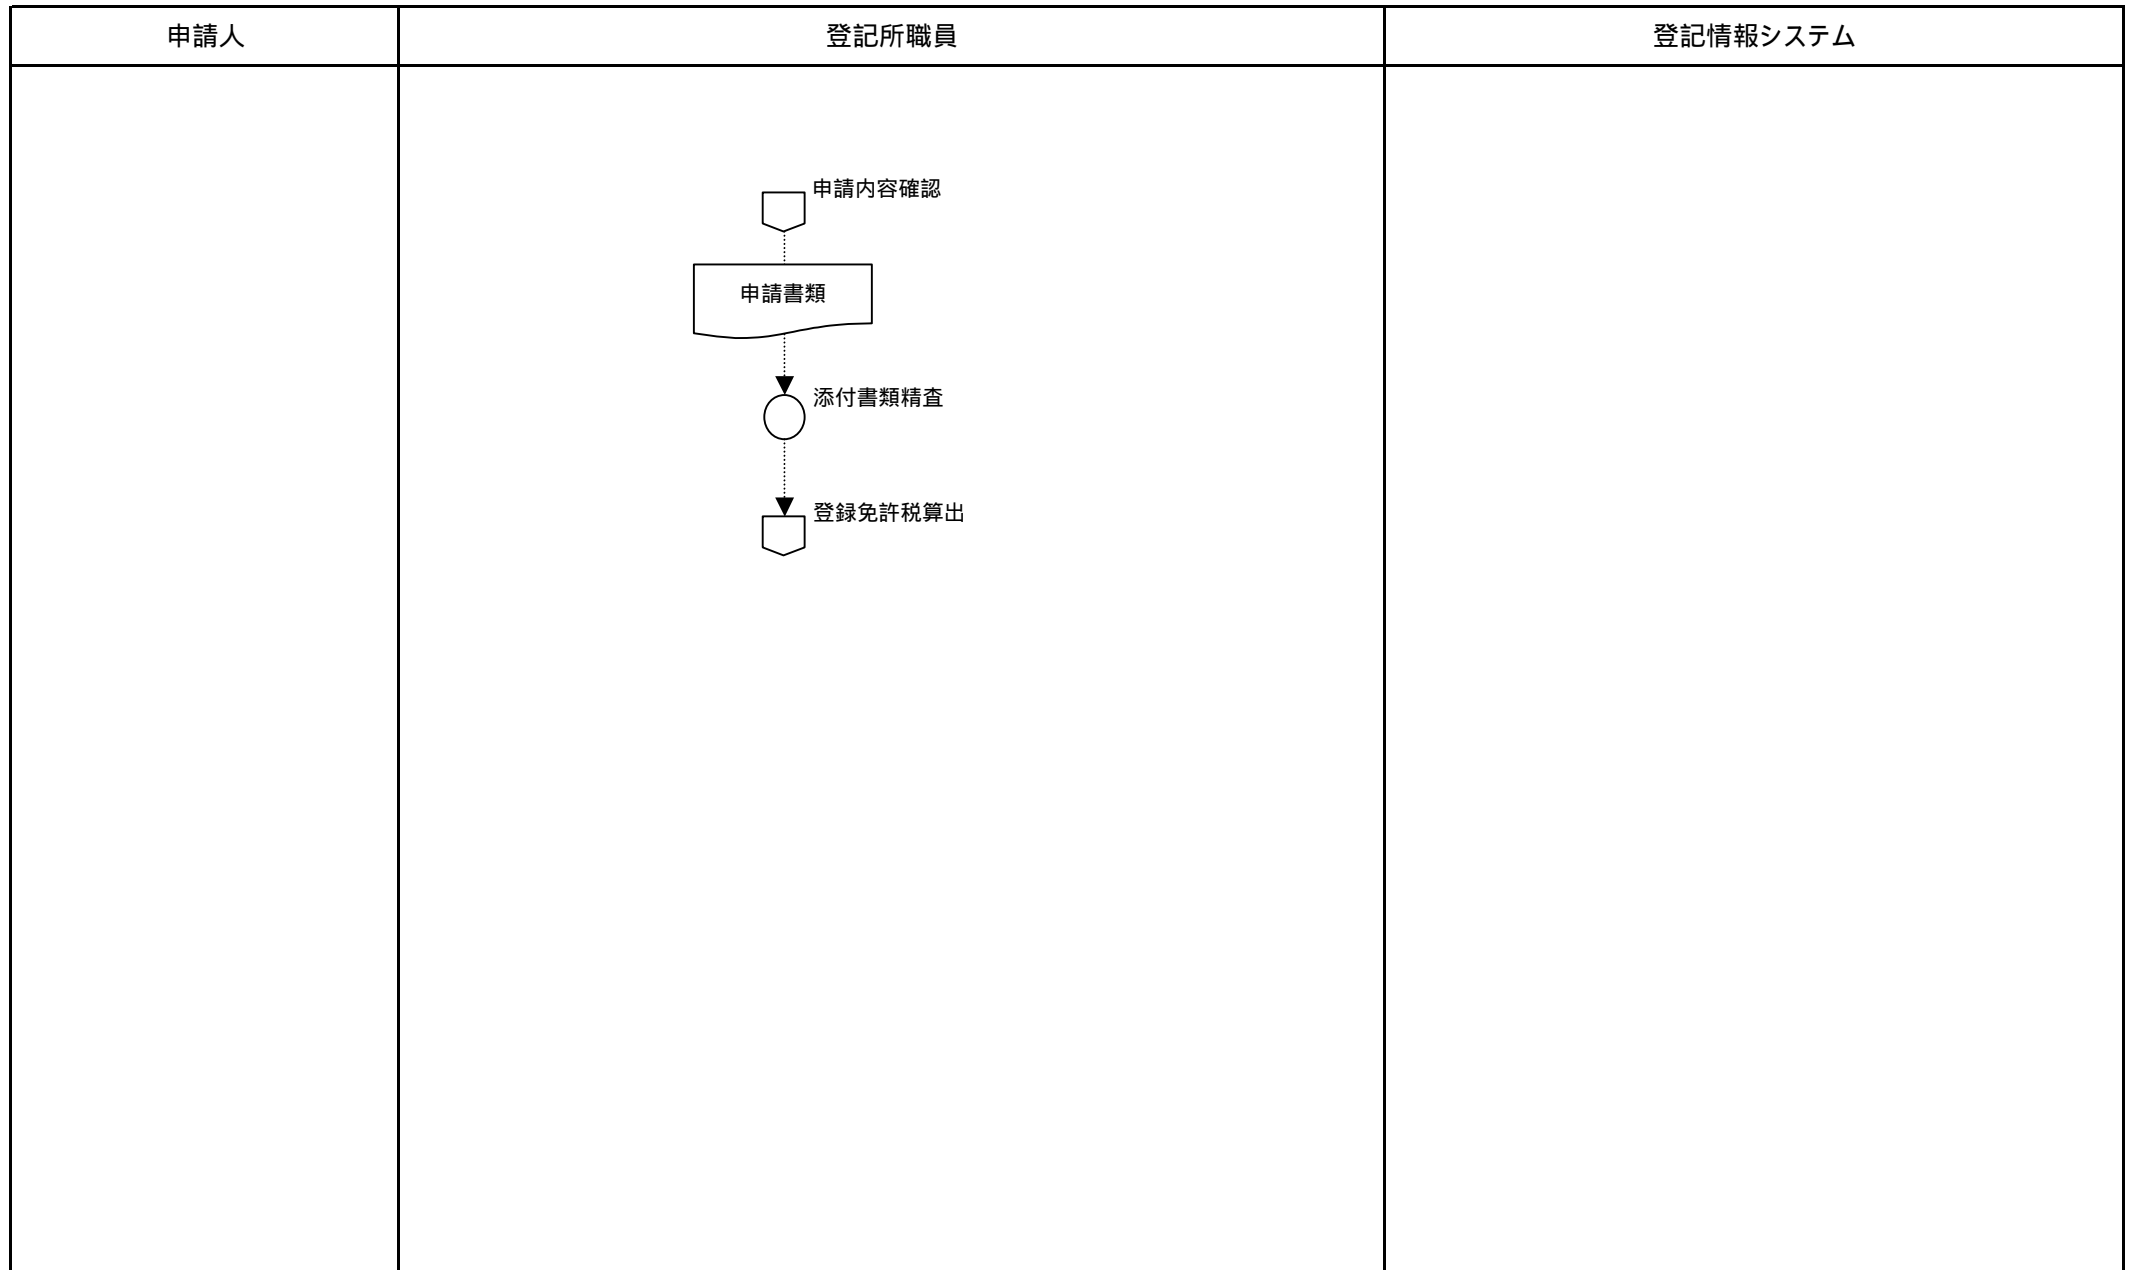 申請人
登記所職員
登記情報システム
申請内容確認
申請書類
添付書類精査
登録免許税算出